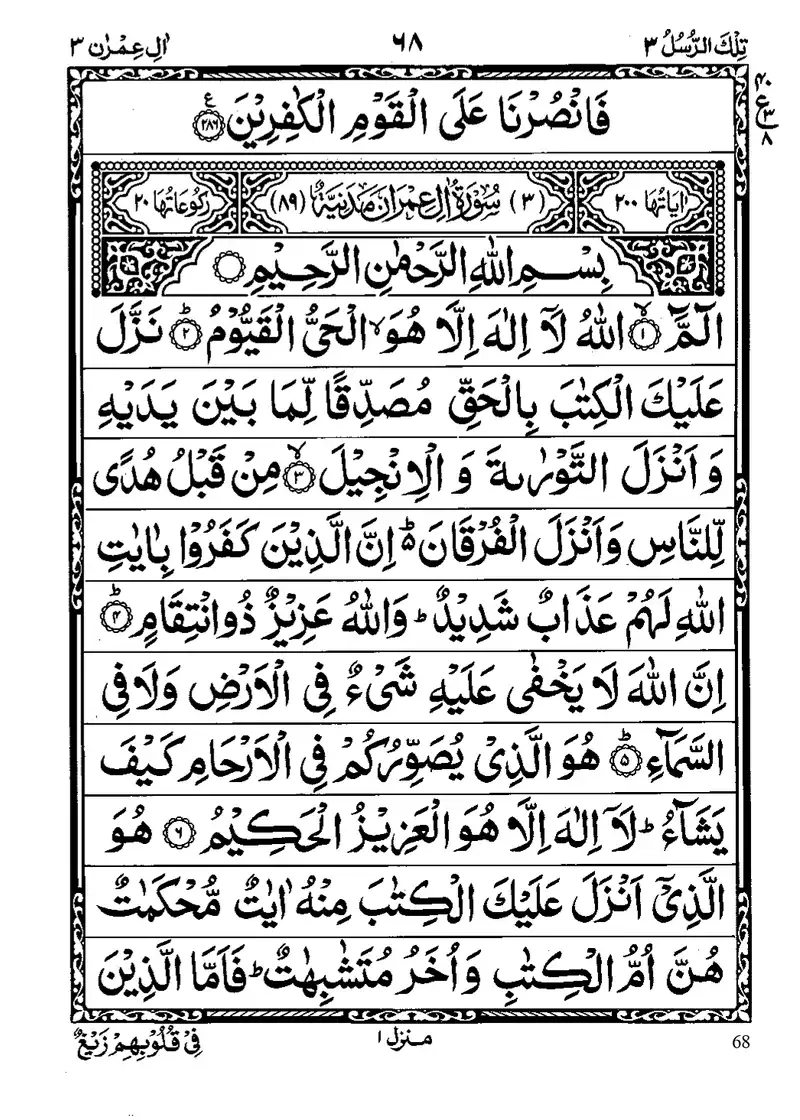 تِلْكَ الرُّسُلُ ٣ ٦٨ اٰلِ عِمْرٰن ٣
٤٠ ع ٣ ٨
فَانْصُرْنَا عَلَى الْقَوْمِ الْكٰفِرِيْنَ ﴿٢٨٦﴾ ع
اٰيَاتُهَا ٢٠٠ (٣) سُوْرَةُ اٰلِ عِمْرَانَ مَدَنِيَّةٌ (٨٩) رُكُوْعَاتُهَا ٢٠
بِسْمِ اللّٰهِ الرَّحْمٰنِ الرَّحِيْمِ
الٓمَّٓ ﴿١﴾ۙ اللّٰهُ لَاۤ اِلٰهَ اِلَّا هُوَ ۙ الْحَىُّ الْقَيُّوْمُ ﴿٢﴾ؕ نَزَّلَ
عَلَيْكَ الْكِتٰبَ بِالْحَقِّ مُصَدِّقًا لِّمَا بَيْنَ يَدَيْهِ
وَاَنْزَلَ التَّوْرٰىةَ وَالْاِنْجِيْلَ ﴿٣﴾ۙ مِنْ قَبْلُ هُدًى
لِّلنَّاسِ وَاَنْزَلَ الْفُرْقَانَ ۬ؕ اِنَّ الَّذِيْنَ كَفَرُوْا بِاٰيٰتِ
اللّٰهِ لَهُمْ عَذَابٌ شَدِيْدٌ ؕ وَاللّٰهُ عَزِيْزٌ ذُوانْتِقَامٍ ﴿٤﴾ؕ
اِنَّ اللّٰهَ لَا يَخْفٰى عَلَيْهِ شَىْءٌ فِى الْاَرْضِ وَلَا فِى
السَّمَآءِ ﴿٥﴾ؕ هُوَ الَّذِىْ يُصَوِّرُكُمْ فِى الْاَرْحَامِ كَيْفَ
يَشَآءُ ؕ لَاۤ اِلٰهَ اِلَّا هُوَ الْعَزِيْزُ الْحَكِيْمُ ﴿٦﴾ هُوَ
الَّذِىْۤ اَنْزَلَ عَلَيْكَ الْكِتٰبَ مِنْهُ اٰيٰتٌ مُّحْكَمٰتٌ
هُنَّ اُمُّ الْكِتٰبِ وَاُخَرُ مُتَشٰبِهٰتٌ ؕ فَاَمَّا الَّذِيْنَ
68 منزل ١ فِىْ قُلُوْبِهِمْ زَيْغٌ